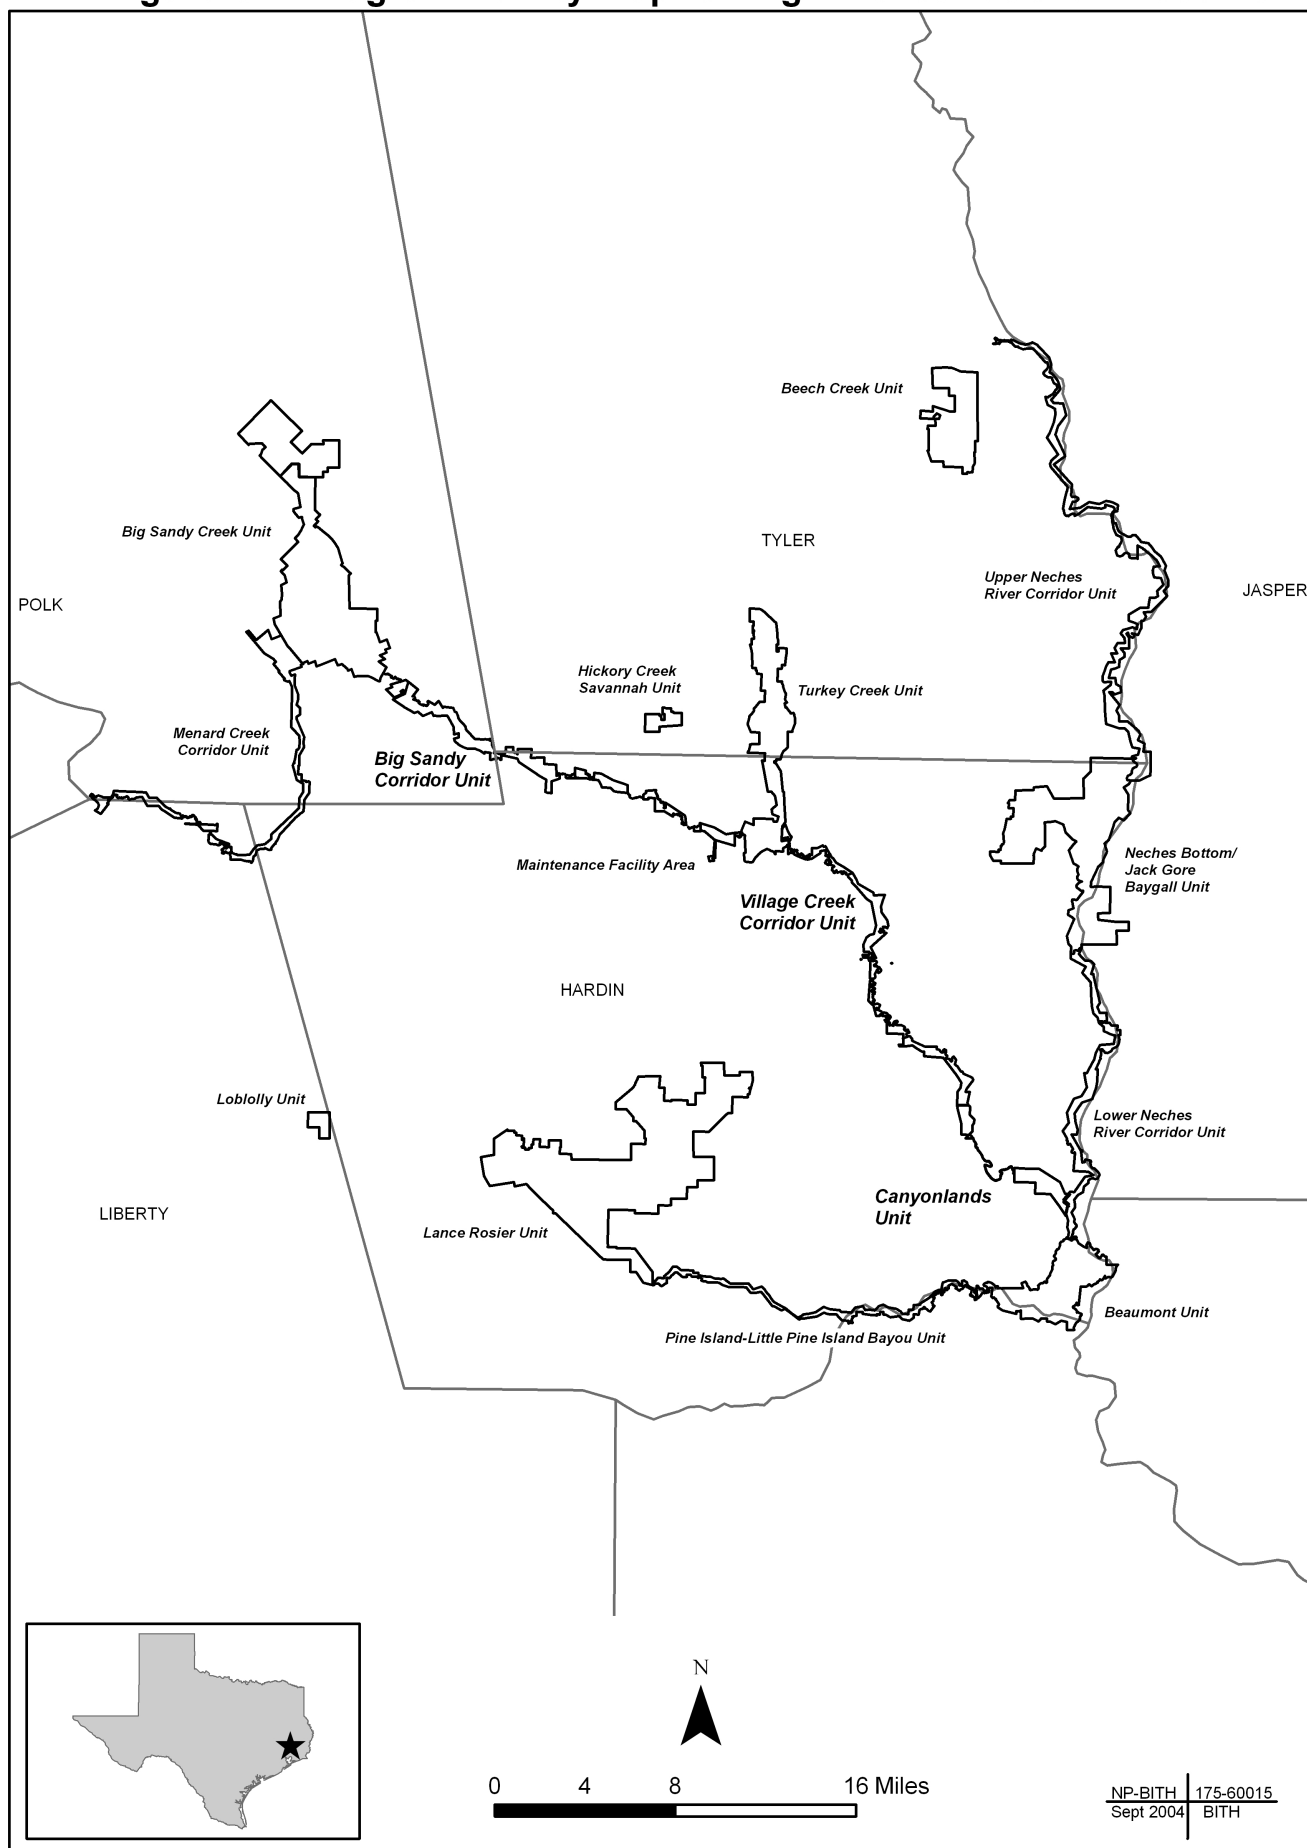 Beech Creek Unit
TYLER
Big Sandy Creek Unit
Upper Neches
River Corridor Unit
JASPER
POLK
Hickory Creek
Savannah Unit
Turkey Creek Unit
Menard Creek
Corridor Unit
Big Sandy
Corridor Unit
Maintenance Facility Area
Neches Bottom/
Jack Gore
Baygall Unit
Village Creek
Corridor Unit
HARDIN
Loblolly Unit
Lower Neches
River Corridor Unit
Canyonlands
Unit
LIBERTY
Lance Rosier Unit
Beaumont Unit
Pine Island-Little Pine Island Bayou Unit
N
0 4 8 16 Miles
NP-BITH 175-60015
Sept 2004 BITH